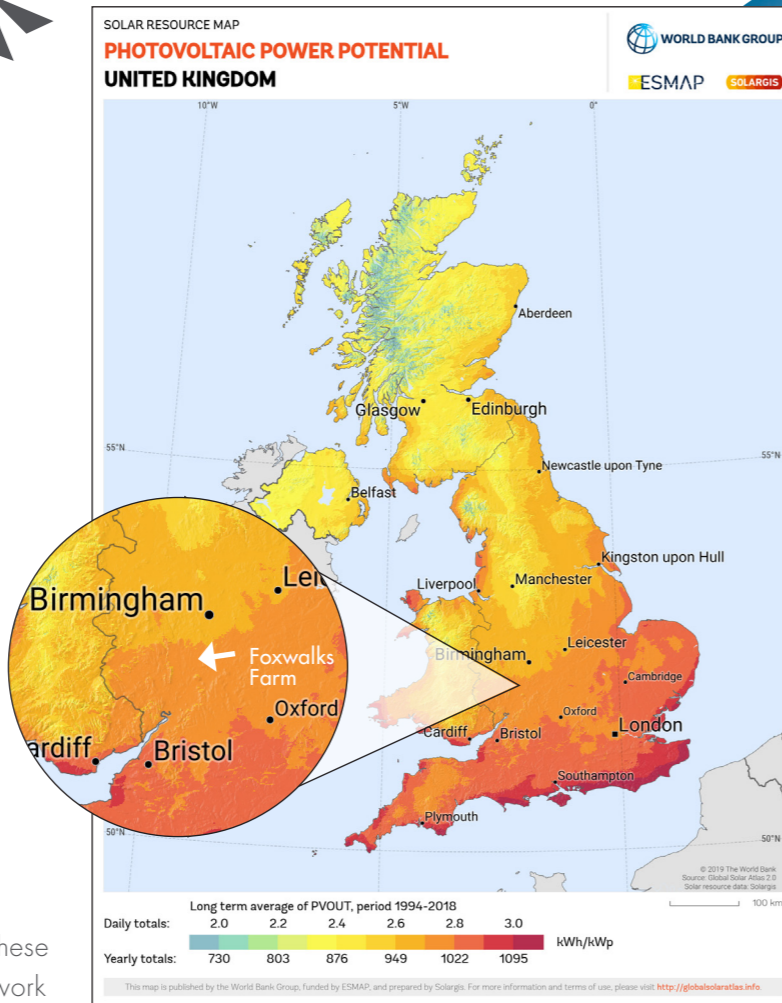 SOLAR RESOURCE MAP
PHOTOVOLTAIC POWER POTENTIAL
UNITED KINGDOM
WORLD BANK GROUP
ESMAP
SOLARGIS
10°W 5°W 0°
Aberdeen
Glasgow Edinburgh
55°N 55°N
Newcastle upon Tyne
Belfast
Kingston upon Hull
Liverpool Manchester
Leicester
Birmingham
Cambridge
Oxford
London
Cardiff Bristol
Southampton
Plymouth
Birmingham
Foxwalks
Farm
Oxford
Bristol
50°N 50°N
© 2019 The World Bank
Source: Global Solar Atlas 2.0
Solar resource data: Solargis
100 km
Long term average of PVOUT, period 1994-2018
Daily totals: 2.0 2.2 2.4 2.6 2.8 3.0
kWh/kWp
Yearly totals: 730 803 876 949 1022 1095
This map is published by the World Bank Group, funded by ESMAP, and prepared by Solargis. For more information and terms of use, please visit http://globalsolaratlas.info.
work